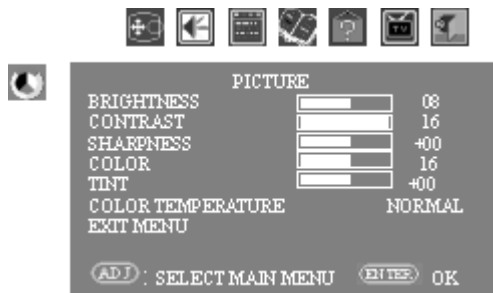 TV
PICTURE
BRIGHTNESS 08
CONTRAST 16
SHARPNESS +00
COLOR 16
TINT +00
COLOR TEMPERATURE NORMAL
EXIT MENU
ADJ : SELECT MAIN MENU ENTER OK